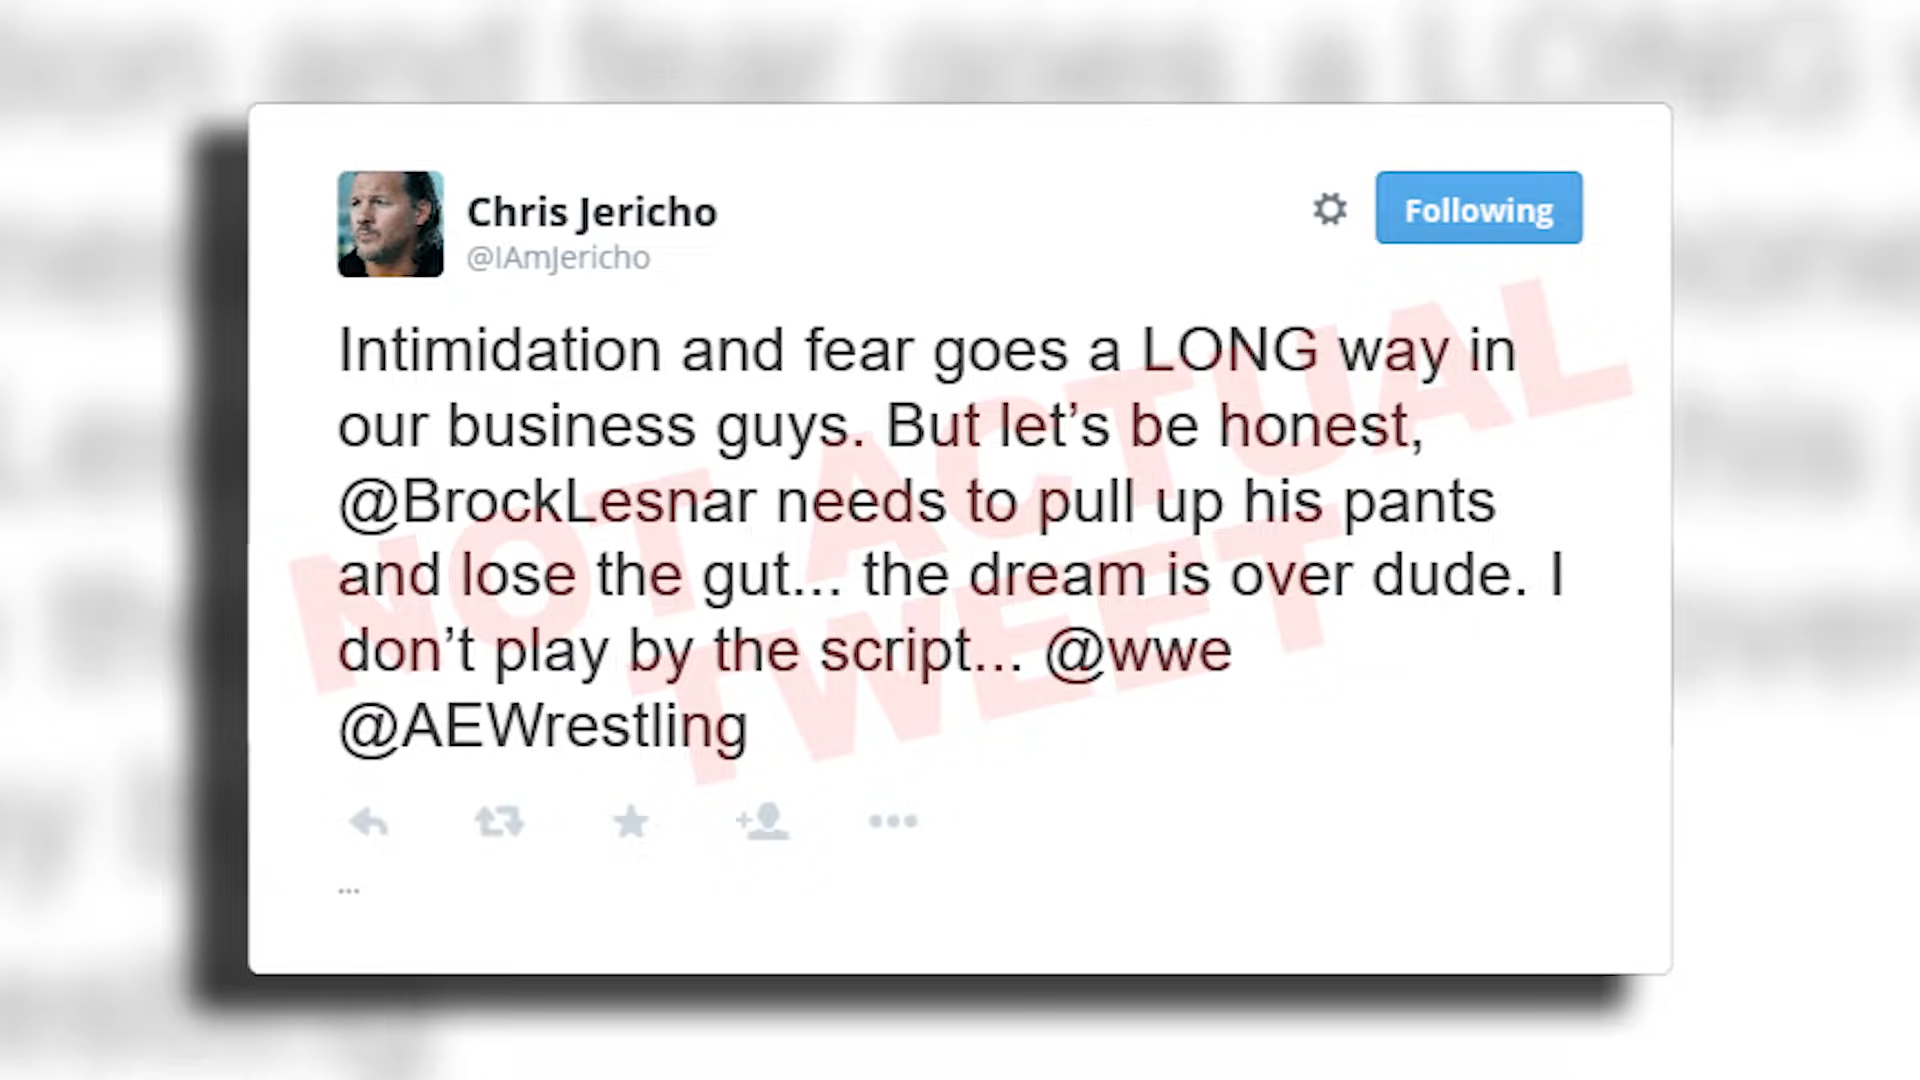 Chris Jericho
@IAmJericho
Following
Intimidation and fear goes a LONG way in
our business guys. But let’s be honest,
@BrockLesnar needs to pull up his pants
and lose the gut... the dream is over dude. I
don’t play by the script... @wwe
@AEWrestling
NOT ACTUAL
TWEET
...